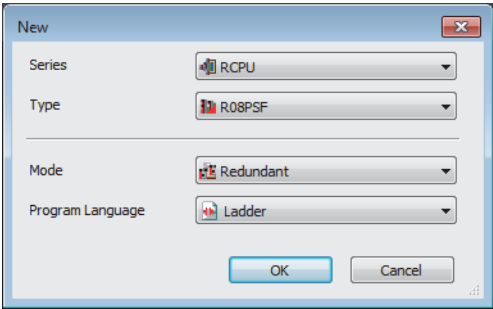 New
Series RCPU
Type R08PSF
Mode Redundant
Program Language Ladder
OK Cancel